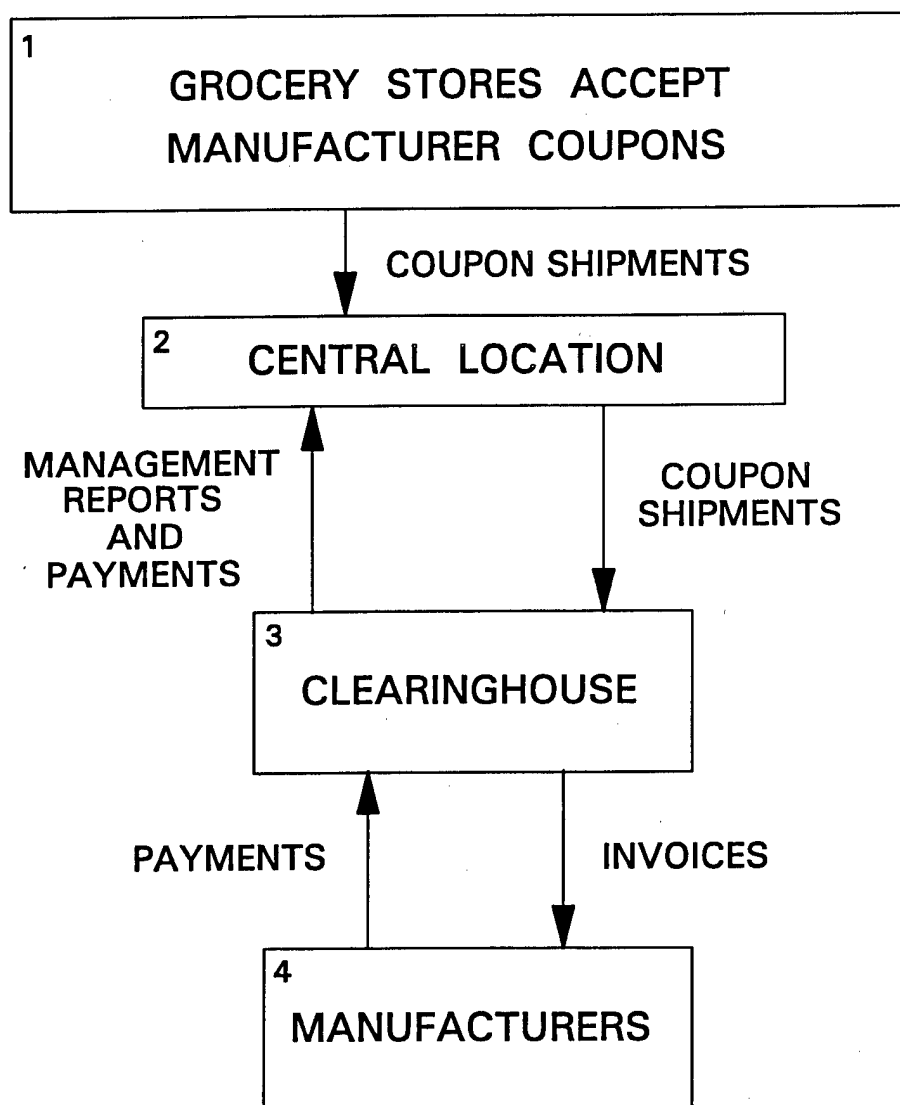 1
GROCERY STORES ACCEPT
MANUFACTURER COUPONS
COUPON SHIPMENTS
2
CENTRAL LOCATION
MANAGEMENT
REPORTS
AND
PAYMENTS
COUPON
SHIPMENTS
3
CLEARINGHOUSE
PAYMENTS
INVOICES
4
MANUFACTURERS